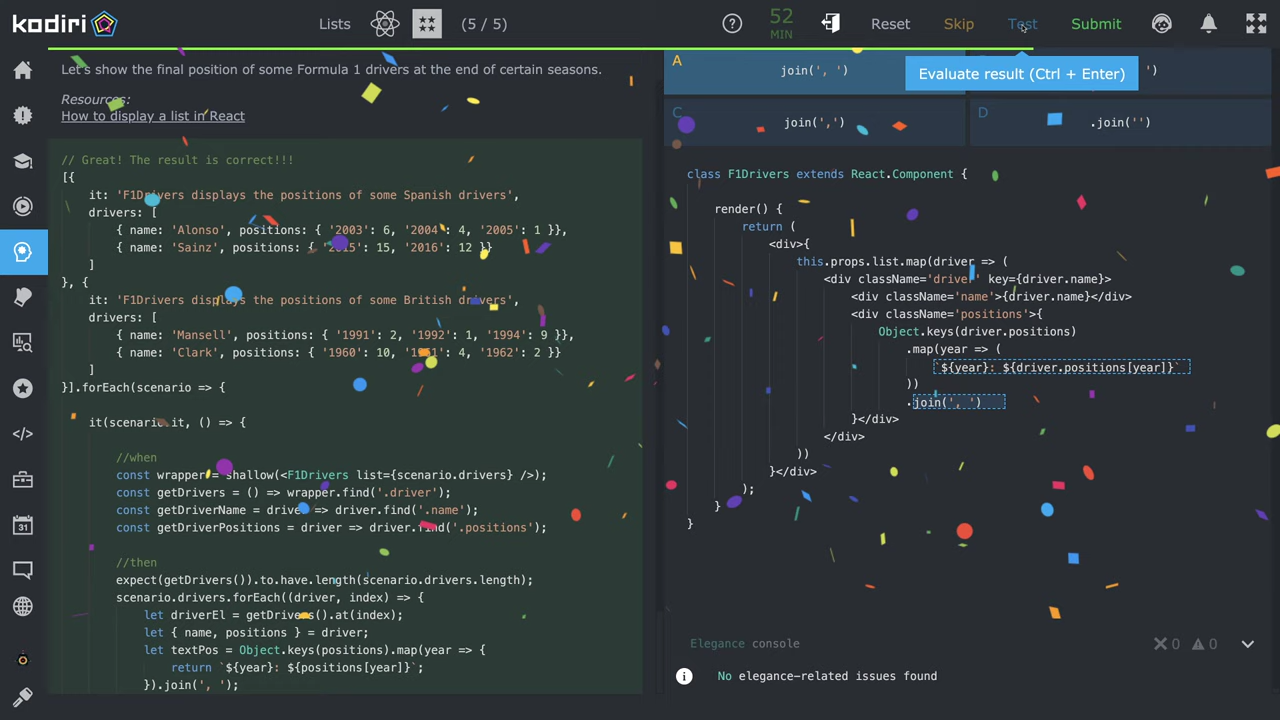 kodiri
Lists
(5 / 5)
52
MIN
Reset
Skip
Test
Submit
Evaluate result (Ctrl + Enter)
Let's show the final position of some Formula 1 drivers at the end of certain seasons.
Resources:
How to display a list in React
// Great! The result is correct!!!
[{
it: 'F1Drivers displays the positions of some Spanish drivers',
drivers: [
{ name: 'Alonso', positions: { '2003': 6, '2004': 4, '2005': 1 }},
{ name: 'Sainz', positions: { '2015': 15, '2016': 12 }}
]
}, {
it: 'F1Drivers displays the positions of some British drivers',
drivers: [
{ name: 'Mansell', positions: { '1991': 2, '1992': 1, '1994': 9 }},
{ name: 'Clark', positions: { '1960': 10, '1961': 4, '1962': 2 }}
]
}].forEach(scenario => {
it(scenario.it, () => {
//when
const wrapper = shallow(<F1Drivers list={scenario.drivers} />);
const getDrivers = () => wrapper.find('.driver');
const getDriverName = driver => driver.find('.name');
const getDriverPositions = driver => driver.find('.positions');
//then
expect(getDrivers()).to.have.length(scenario.drivers.length);
scenario.drivers.forEach((driver, index) => {
let driverEl = getDrivers().at(index);
let { name, positions } = driver;
let textPos = Object.keys(positions).map(year => {
return `${year}: ${positions[year]}`;
}).join(', ');
A
join(', ')
')
C
join(',')
D
.join('')
class F1Drivers extends React.Component {
render() {
return (
<div>{
this.props.list.map(driver => (
<div className='driver' key={driver.name}>
<div className='name'>{driver.name}</div>
<div className='positions'>{
Object.keys(driver.positions)
.map(year => (
`${year}: ${driver.positions[year]}`
))
.join(', ')
}</div>
</div>
))
}</div>
);
}
}
Elegance console
0
0
No elegance-related issues found